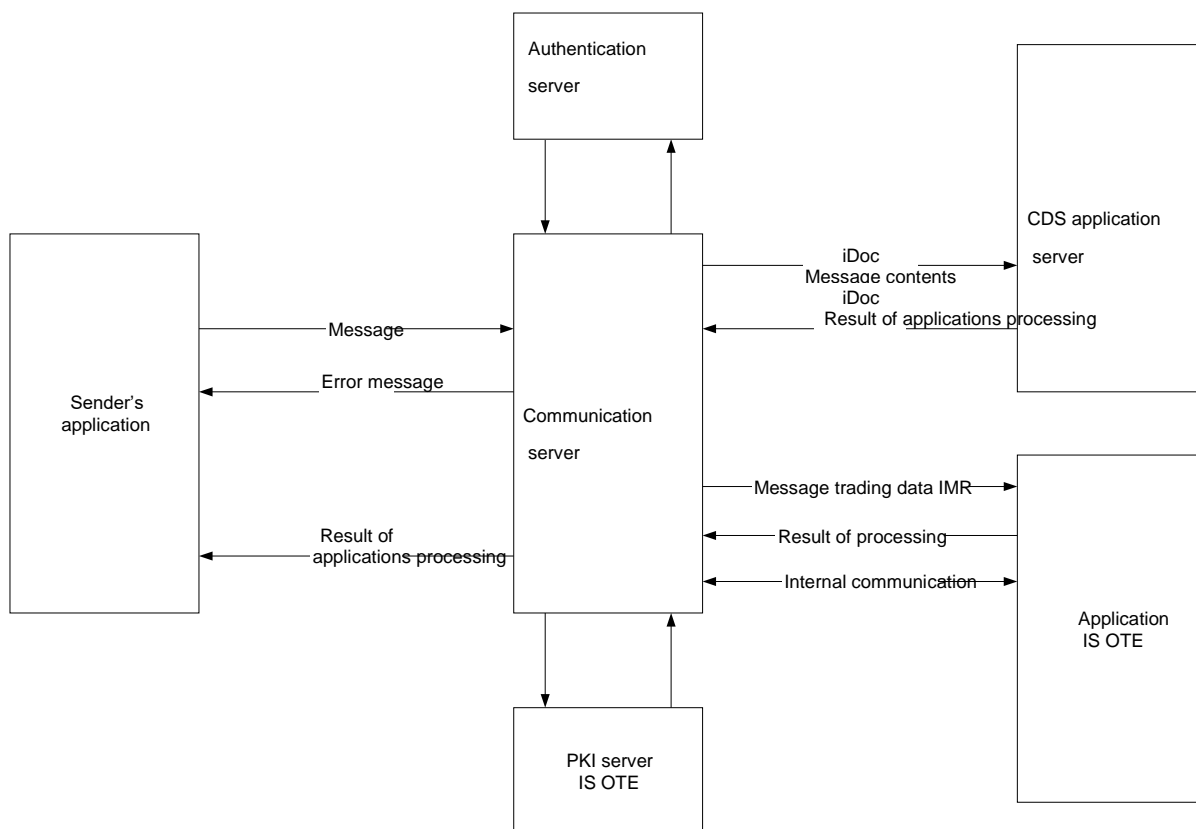 Authentication
server
CDS application
server
iDoc
Message contents
iDoc
Result of applications processing
Message
Error message
Sender's
application
Communication
server
Message trading data IMR
Result of
applications processing
Result of processing
Internal communication
Application
IS OTE
PKI server
IS OTE